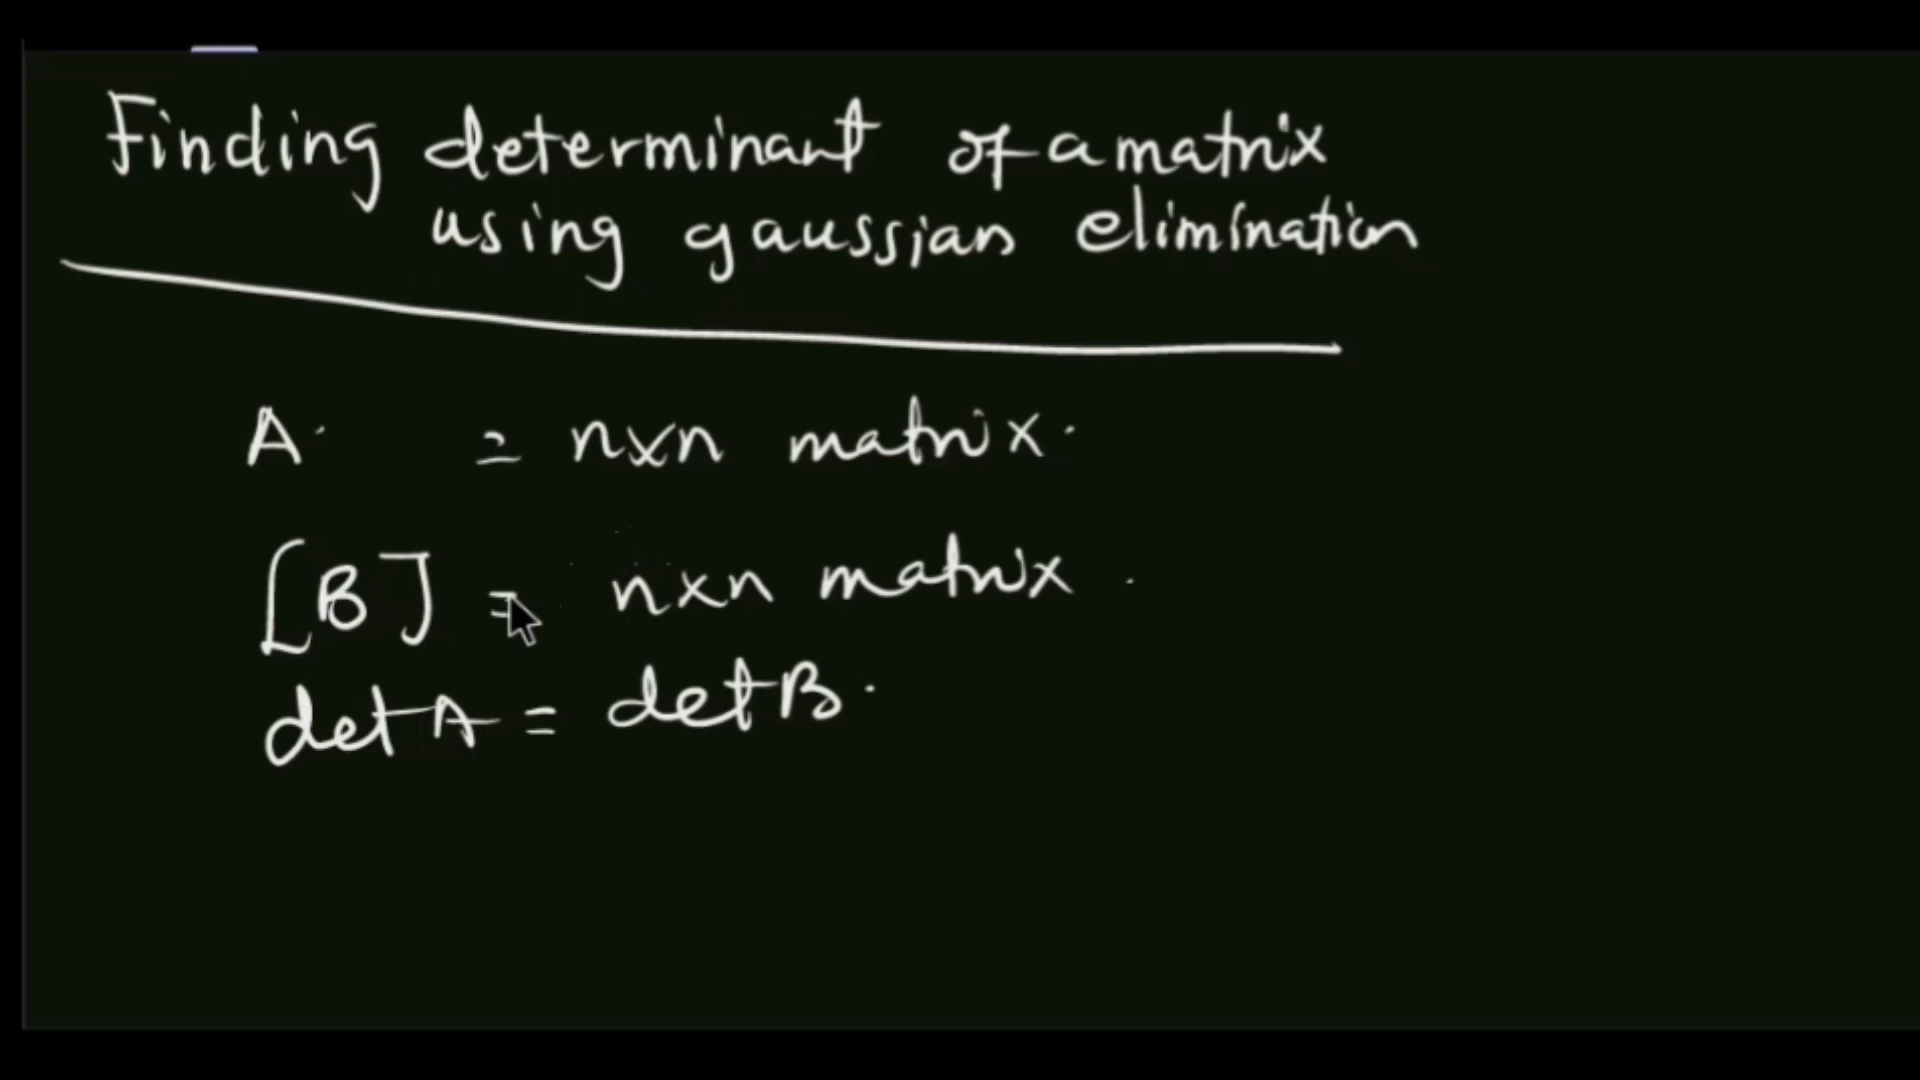 Finding determinant of a matrix
using gaussian elimination
A. = nxn matrix.
[B] = nxn matrix.
det A = det B.